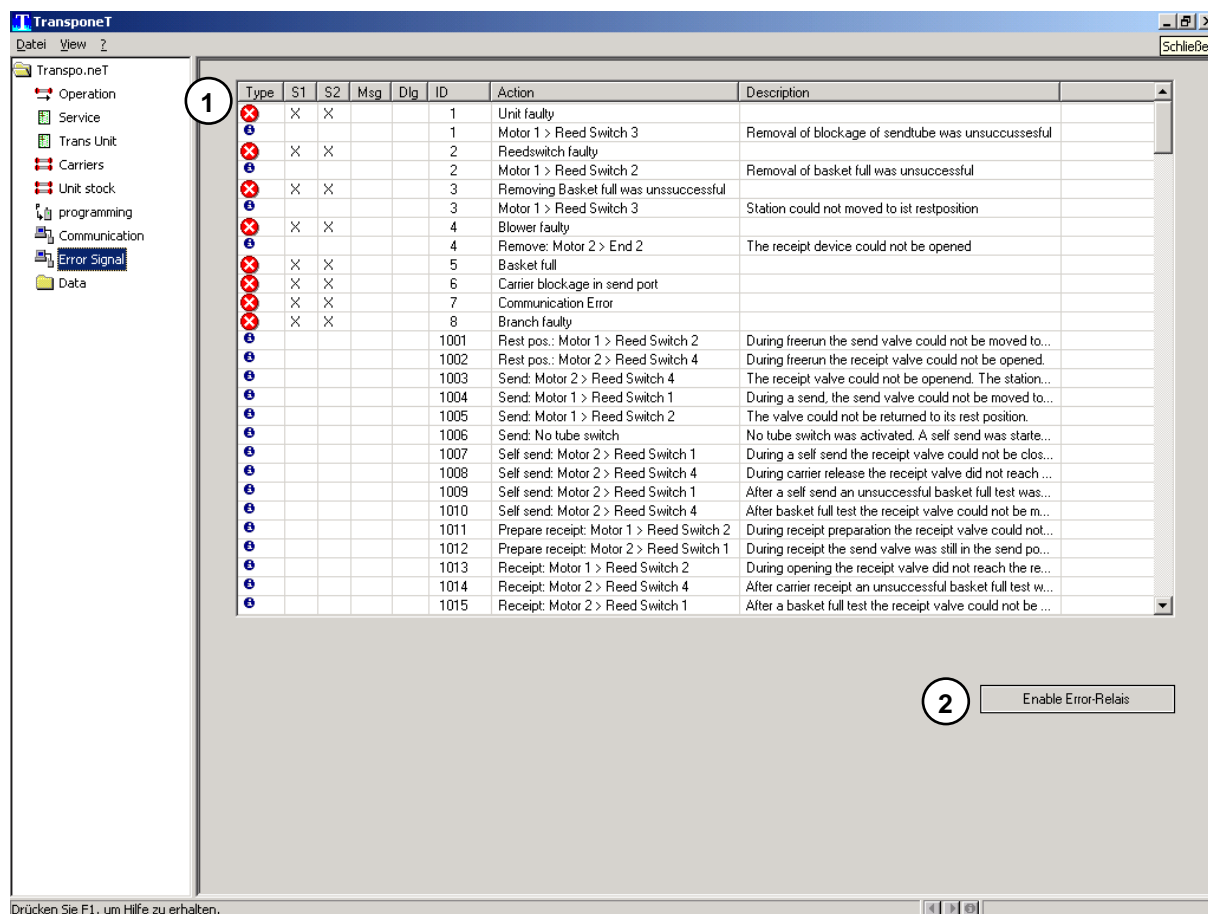 TransponeT
Datei View ?
Schließe
Transpo.neT
Operation
Service
Trans Unit
Carriers
Unit stock
programming
Communication
Error Signal
Data
1
Type S1 S2 Msg Dlg ID Action Description
X X 1 Unit faulty
1 Motor 1 > Reed Switch 3 Removal of blockage of sendtube was unsuccussesful
X X 2 Reedswitch faulty
2 Motor 1 > Reed Switch 2 Removal of basket full was unsuccessful
X X 3 Removing Basket full was unssuccessful
3 Motor 1 > Reed Switch 3 Station could not moved to ist restposition
X X 4 Blower faulty
4 Remove: Motor 2 > End 2 The receipt device could not be opened
X X 5 Basket full
X X 6 Carrier blockage in send port
X X 7 Communication Error
X X 8 Branch faulty
1001 Rest pos.: Motor 1 > Reed Switch 2 During freerun the send valve could not be moved to...
1002 Rest pos.: Motor 2 > Reed Switch 4 During freerun the receipt valve could not be opened.
1003 Send: Motor 2 > Reed Switch 4 The receipt valve could not be openend. The station...
1004 Send: Motor 1 > Reed Switch 1 During a send, the send valve could not be moved to...
1005 Send: Motor 1 > Reed Switch 2 The valve could not be returned to its rest position.
1006 Send: No tube switch No tube switch was activated. A self send was starte...
1007 Self send: Motor 2 > Reed Switch 1 During a self send the receipt valve could not be clos...
1008 Self send: Motor 2 > Reed Switch 4 During carrier release the receipt valve did not reach ...
1009 Self send: Motor 2 > Reed Switch 1 After a self send an unsuccessful basket full test was...
1010 Self send: Motor 2 > Reed Switch 4 After basket full test the receipt valve could not be m...
1011 Prepare receipt: Motor 1 > Reed Switch 2 During receipt preparation the receipt valve could not...
1012 Prepare receipt: Motor 2 > Reed Switch 1 During receipt the send valve was still in the send po...
1013 Receipt: Motor 1 > Reed Switch 2 During opening the receipt valve did not reach the re...
1014 Receipt: Motor 2 > Reed Switch 4 After carrier receipt an unsuccessful basket full test w...
1015 Receipt: Motor 2 > Reed Switch 1 After a basket full test the receipt valve could not be ...
2
Enable Error-Relais
Drücken Sie F1, um Hilfe zu erhalten.